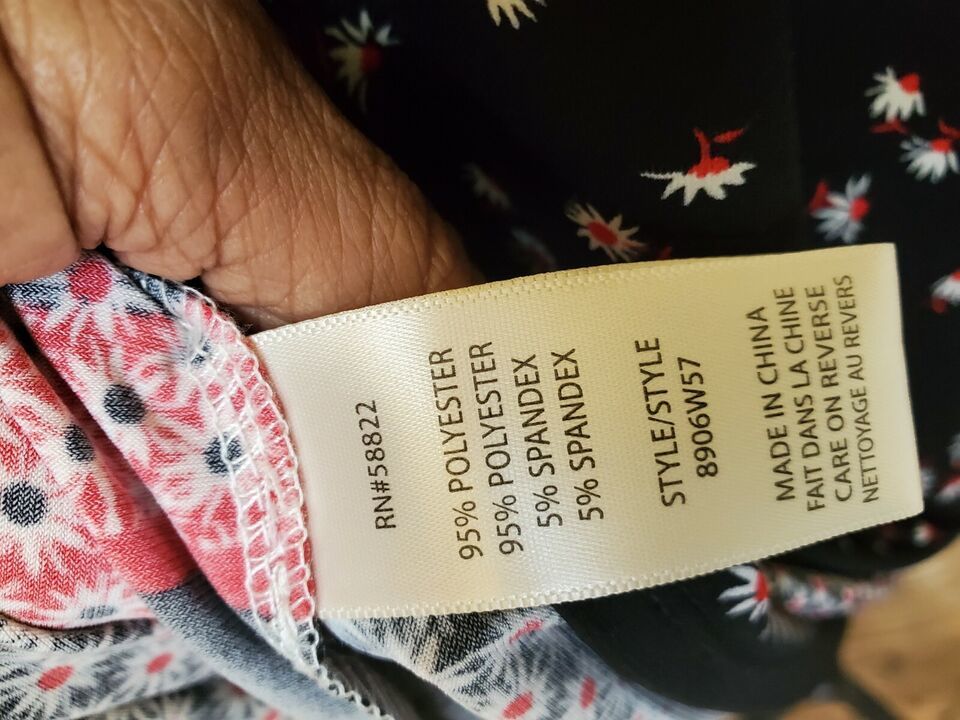 RN#58822
95% POLYESTER
95% POLYESTER
5% SPANDEX
5% SPANDEX
STYLE/STYLE
8906W57
MADE IN CHINA
FAIT DANS LA CHINE
CARE ON REVERSE
NETTOYAGE AU REVERS